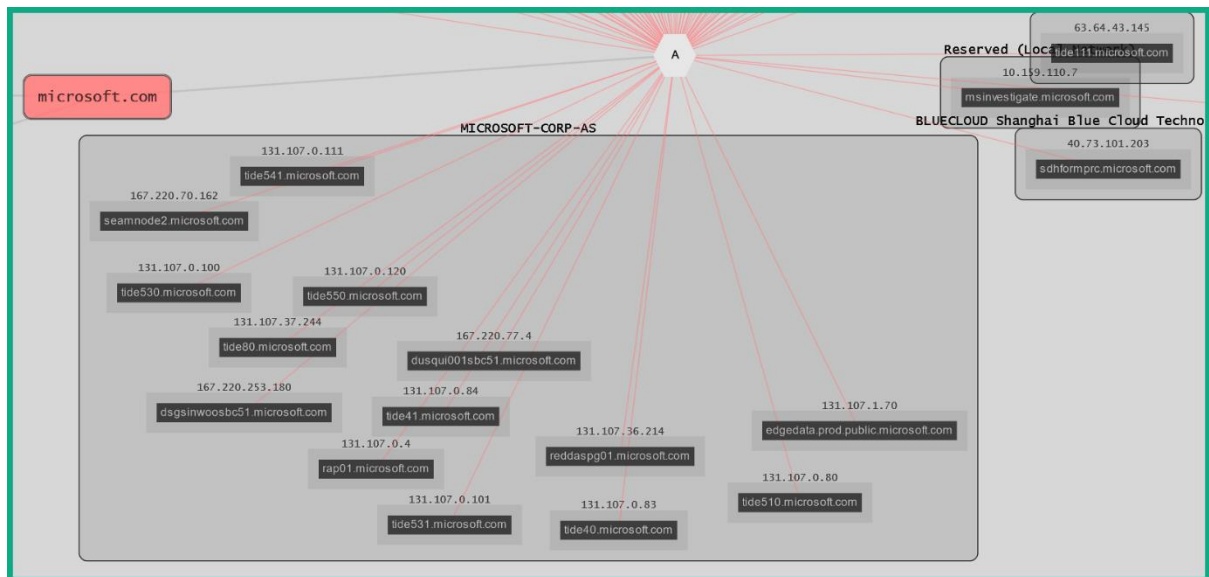 63.64.43.145
A
tide111.microsoft.com
Reserved (Local
10.159.110.7
microsoft.com
msinvestigate.microsoft.com
BLUECLOUD Shanghai Blue Cloud Techno
MICROSOFT-CORP-AS
40.73.101.203
sdhformprc.microsoft.com
131.107.0.111
tide541.microsoft.com
167.220.70.162
seamnode2.microsoft.com
131.107.0.100
tide530.microsoft.com
131.107.0.120
tide550.microsoft.com
131.107.37.244
tide80.microsoft.com
167.220.77.4
dusqui001sbc51.microsoft.com
167.220.253.180
dsgsinwoosbc51.microsoft.com
131.107.0.84
tide41.microsoft.com
131.107.1.70
edgedata.prod.public.microsoft.com
131.107.0.4
rap01.microsoft.com
131.107.36.214
reddaspg01.microsoft.com
131.107.0.80
tide510.microsoft.com
131.107.0.101
tide531.microsoft.com
131.107.0.83
tide40.microsoft.com